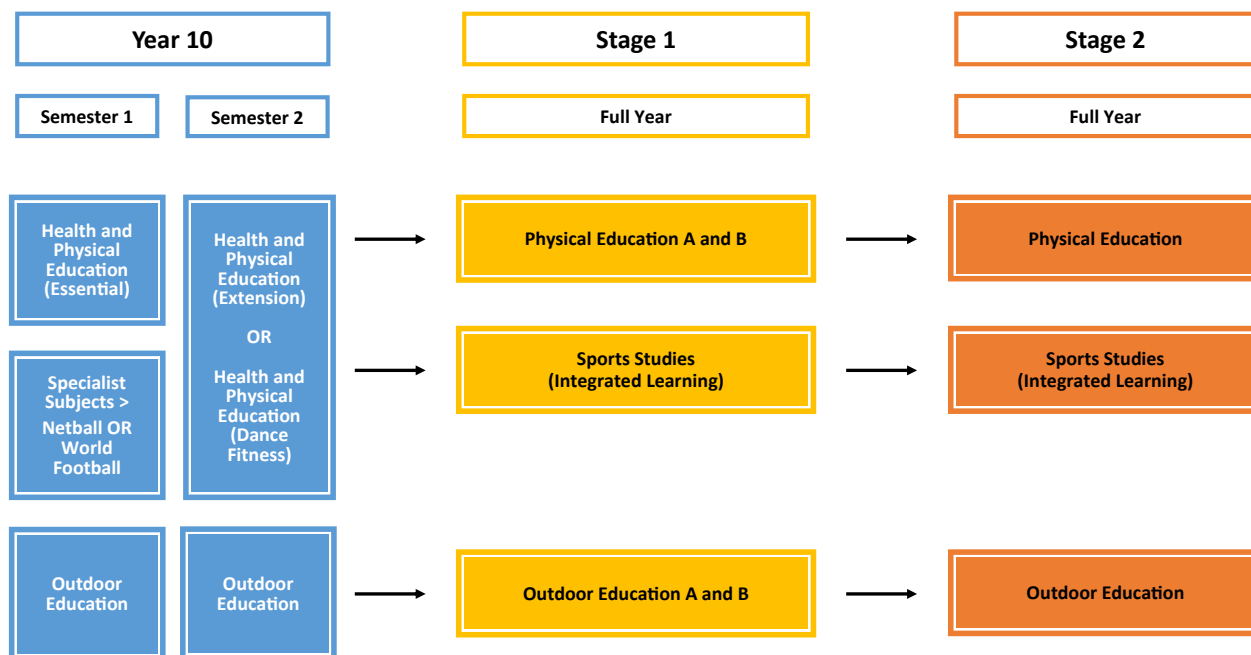 Year 10
Stage 1
Stage 2
Semester 1
Semester 2
Full Year
Full Year
Health and
Physical
Education
(Essential)
Health and
Physical
Education
(Extension)
OR
Health and
Physical
Education
(Dance
Fitness)
Physical Education A and B
Physical Education
Specialist
Subjects >
Netball OR
World
Football
Sports Studies
(Integrated Learning)
Sports Studies
(Integrated Learning)
Outdoor
Education
Outdoor
Education
Outdoor Education A and B
Outdoor Education